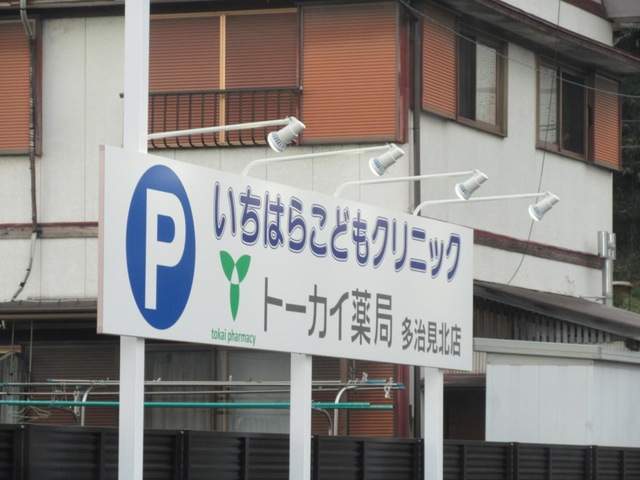 P
いちはらこどもクリニック
トーカイ薬局 多治見北店
tokai pharmacy